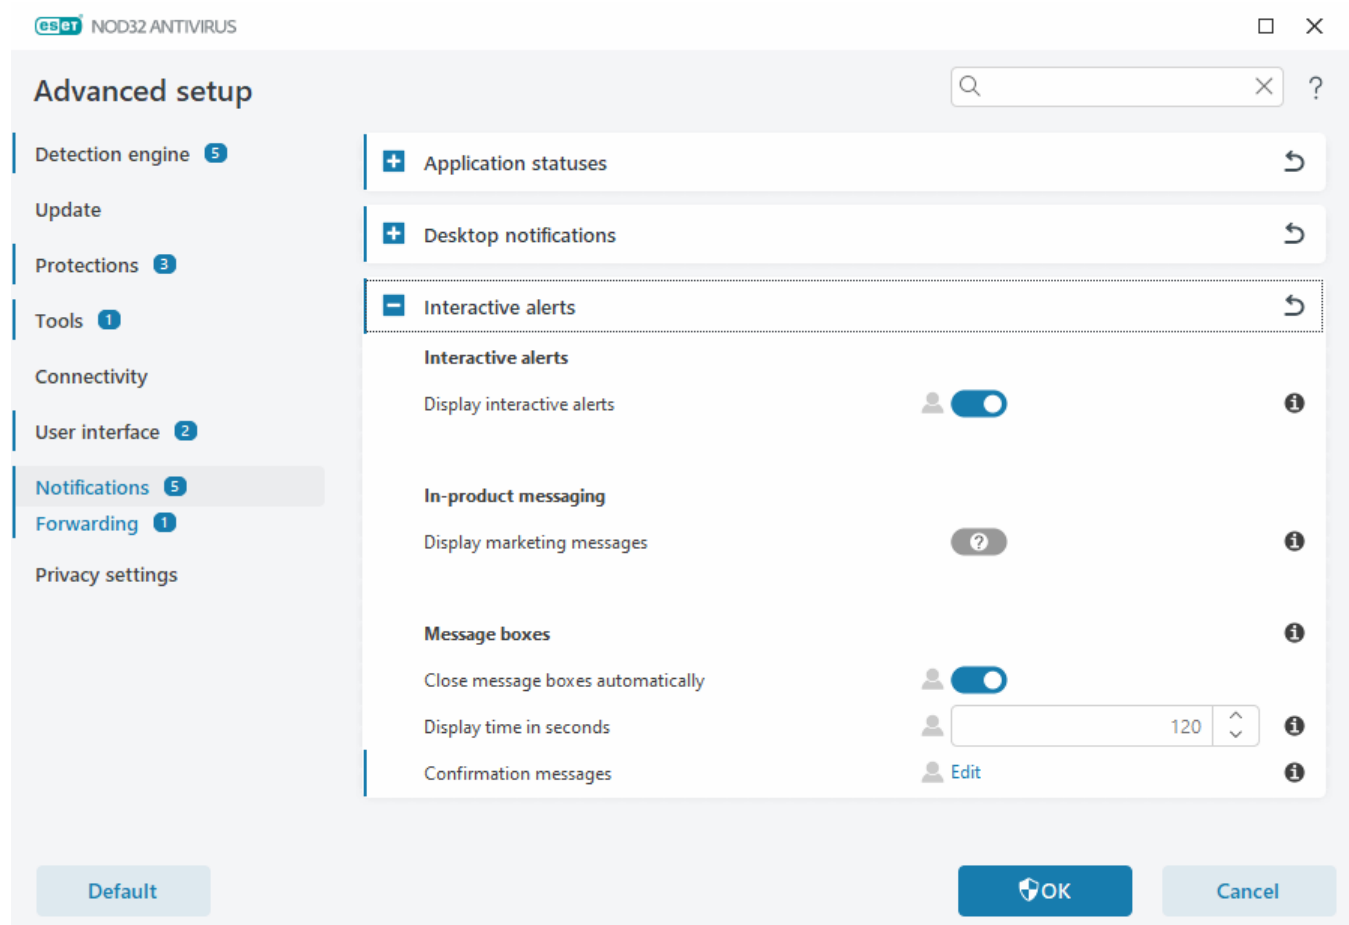 eseT NOD32 ANTIVIRUS
Advanced setup
?
Detection engine 5
Update
Protections 3
Tools 1
Connectivity
User interface 2
Notifications 5
Forwarding 1
Privacy settings
Application statuses
Desktop notifications
Interactive alerts
Interactive alerts
Display interactive alerts
In-product messaging
Display marketing messages
?
Message boxes
Close message boxes automatically
Display time in seconds
120
Confirmation messages
Edit
Default
OK
Cancel